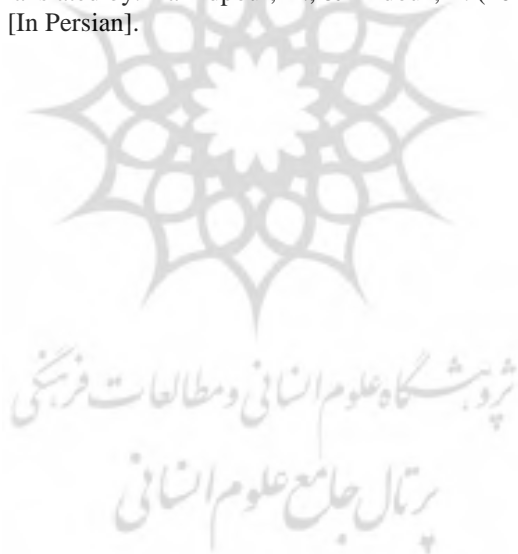 [In Persian].
پژوهشگاه علوم انسانی و مطالعات فرهنگی
پرتال جامع علوم انسانی